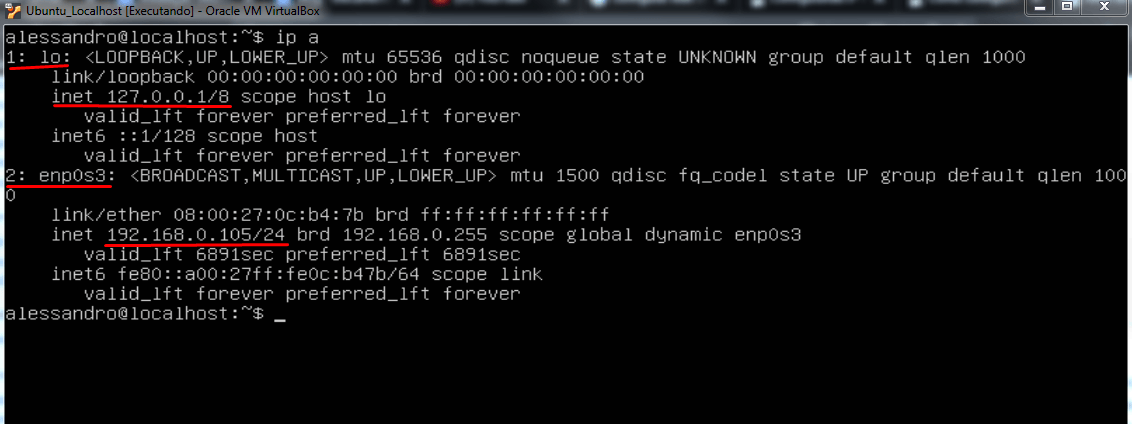 Ubuntu_Localhost [Executando] - Oracle VM VirtualBox
alessandro@localhost:~$ ip a
1: lo: <LOOPBACK,UP,LOWER_UP> mtu 65536 qdisc noqueue state UNKNOWN group default qlen 1000
link/loopback 00:00:00:00:00:00 brd 00:00:00:00:00:00
inet 127.0.0.1/8 scope host lo
valid_lft forever preferred_lft forever
inet6 ::1/128 scope host
valid_lft forever preferred_lft forever
2: enp0s3: <BROADCAST,MULTICAST,UP,LOWER_UP> mtu 1500 qdisc fq_codel state UP group default qlen 100
0
link/ether 08:00:27:0c:b4:7b brd ff:ff:ff:ff:ff:ff
inet 192.168.0.105/24 brd 192.168.0.255 scope global dynamic enp0s3
valid_lft 6891sec preferred_lft 6891sec
inet6 fe80::a00:27ff:fe0c:b47b/64 scope link
valid_lft forever preferred_lft forever
alessandro@localhost:~$ _